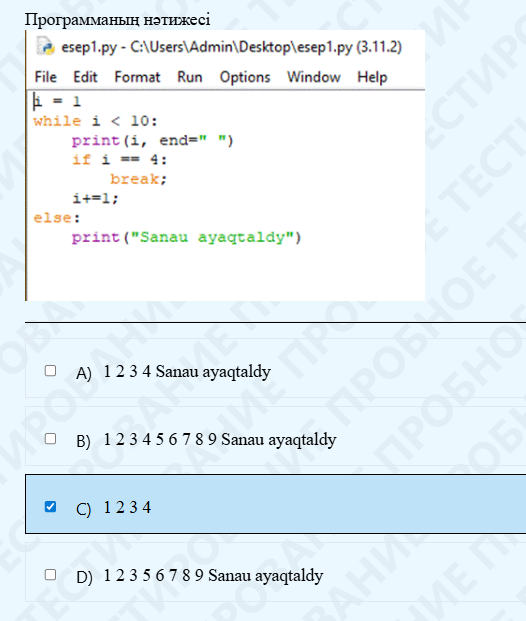 Программаның нәтижесі
esep1.py - C:\Users\Admin\Desktop\esep1.py (3.11.2)
File Edit Format Run Options Window Help
i = 1
while i < 10:
    print(i, end=" ")
    if i == 4:
        break;
    i+=1;
else:
    print("Sanau ayaqtaldy")
A) 1 2 3 4 Sanau ayaqtaldy
B) 1 2 3 4 5 6 7 8 9 Sanau ayaqtaldy
C) 1 2 3 4
D) 1 2 3 5 6 7 8 9 Sanau ayaqtaldy